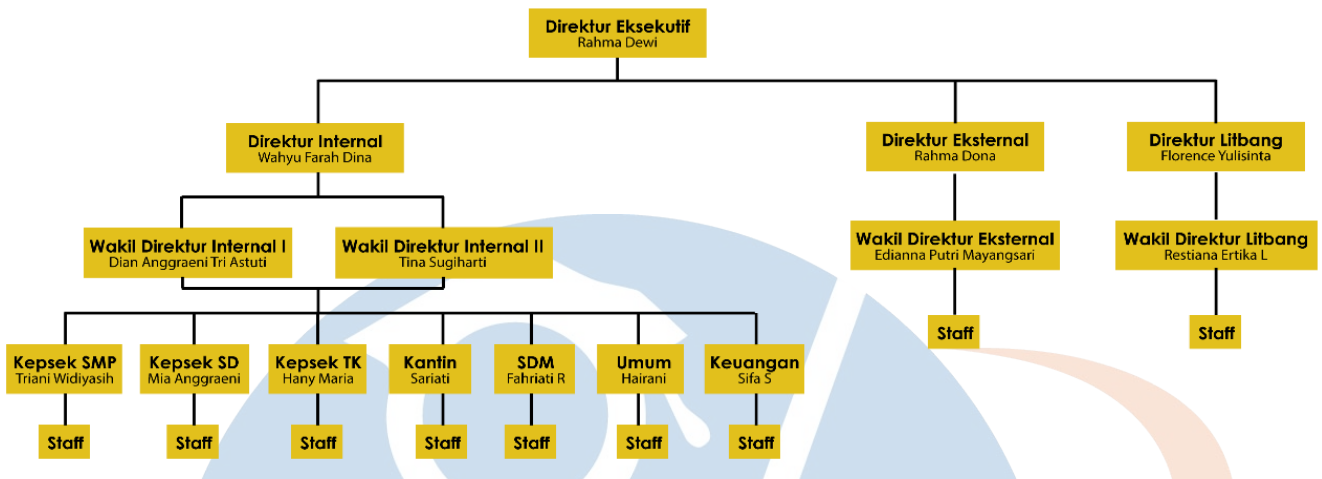 Direktur Eksekutif
Rahma Dewi
Direktur Internal
Wahyu Farah Dina
Direktur Eksternal
Rahma Dona
Direktur Litbang
Florence Yulisinta
Wakil Direktur Internal I
Dian Anggraeni Tri Astuti
Wakil Direktur Internal II
Tina Sugiharti
Wakil Direktur Eksternal
Edianna Putri Mayangsari
Wakil Direktur Litbang
Restiana Ertika L
Staff
Staff
Kepsek SMP
Triani Widiyasih
Kepsek SD
Mia Anggraeni
Kepsek TK
Hany Maria
Kantin
Sariati
SDM
Fahriati R
Umum
Hairani
Keuangan
Sifa S
Staff
Staff
Staff
Staff
Staff
Staff
Staff